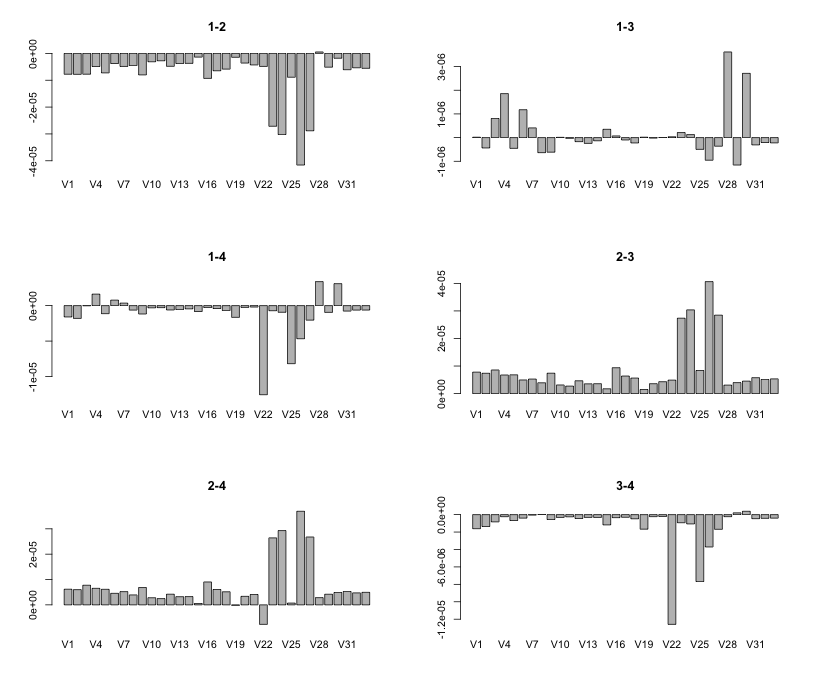 1-2
0e+00
-2e-05
-4e-05
V1 V4 V7 V10 V13 V16 V19 V22 V25 V28 V31
1-3
3e-06
1e-06
-1e-06
V1 V4 V7 V10 V13 V16 V19 V22 V25 V28 V31
1-4
0e+00
-1e-05
V1 V4 V7 V10 V13 V16 V19 V22 V25 V28 V31
2-3
4e-05
2e-05
0e+00
V1 V4 V7 V10 V13 V16 V19 V22 V25 V28 V31
2-4
2e-05
0e+00
V1 V4 V7 V10 V13 V16 V19 V22 V25 V28 V31
3-4
0.0e+00
-6.0e-06
-1.2e-05
V1 V4 V7 V10 V13 V16 V19 V22 V25 V28 V31